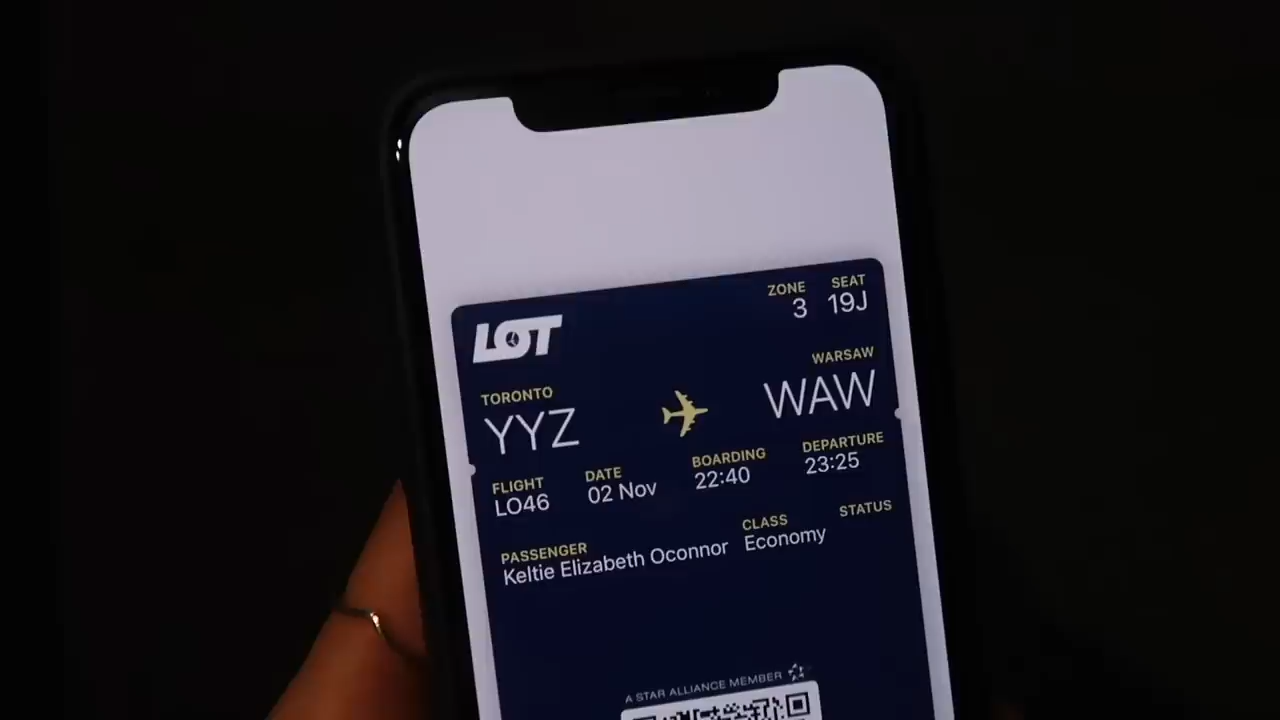 ZONE SEAT
LOT 3 19J
TORONTO WARSAW
YYZ WAW
FLIGHT DATE BOARDING DEPARTURE
LO46 02 Nov 22:40 23:25
PASSENGER CLASS STATUS
Keltie Elizabeth Oconnor Economy
A STAR ALLIANCE MEMBER